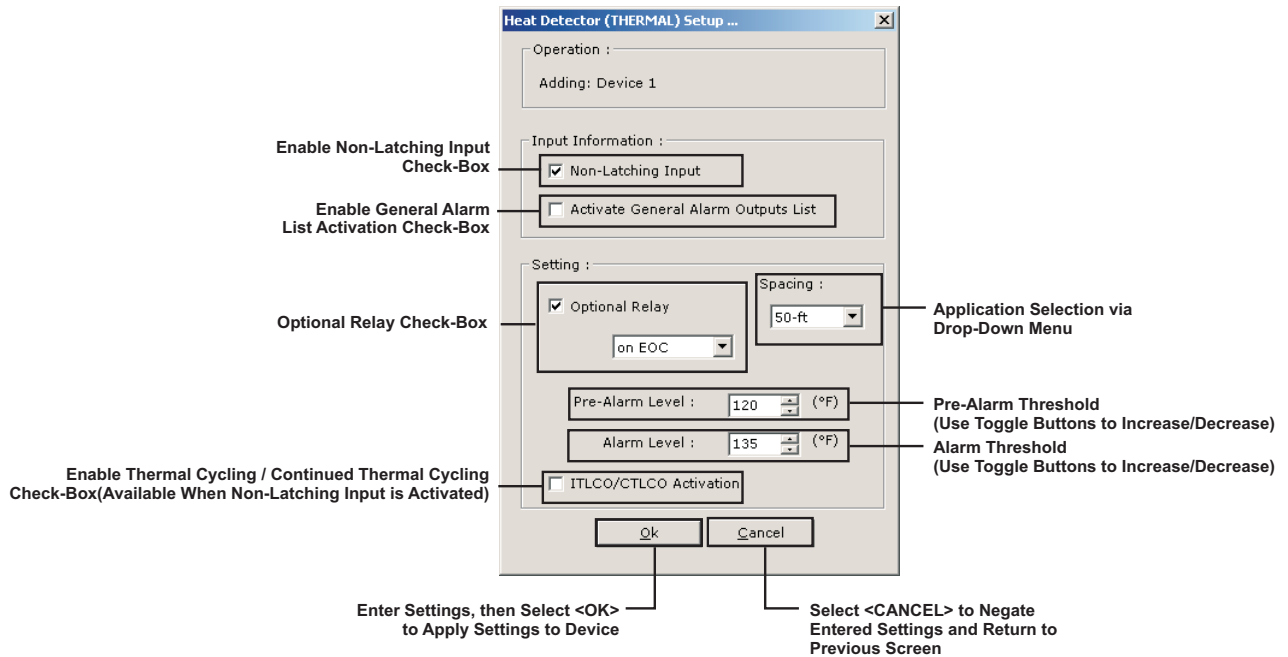 Heat Detector (THERMAL) Setup ...
Operation :
Adding: Device 1
Enable Non-Latching Input
Check-Box
Input Information :
Non-Latching Input
Enable General Alarm
List Activation Check-Box
Activate General Alarm Outputs List
Setting :
Optional Relay Check-Box
Optional Relay
on EOC
Spacing :
50-ft
Application Selection via
Drop-Down Menu
Pre-Alarm Level :
120
(°F)
Pre-Alarm Threshold
(Use Toggle Buttons to Increase/Decrease)
Alarm Level :
135
(°F)
Alarm Threshold
(Use Toggle Buttons to Increase/Decrease)
Enable Thermal Cycling / Continued Thermal Cycling
Check-Box(Available When Non-Latching Input is Activated)
ITLCO/CTLCO Activation
Ok
Cancel
Enter Settings, then Select <OK>
to Apply Settings to Device
Select <CANCEL> to Negate
Entered Settings and Return to
Previous Screen